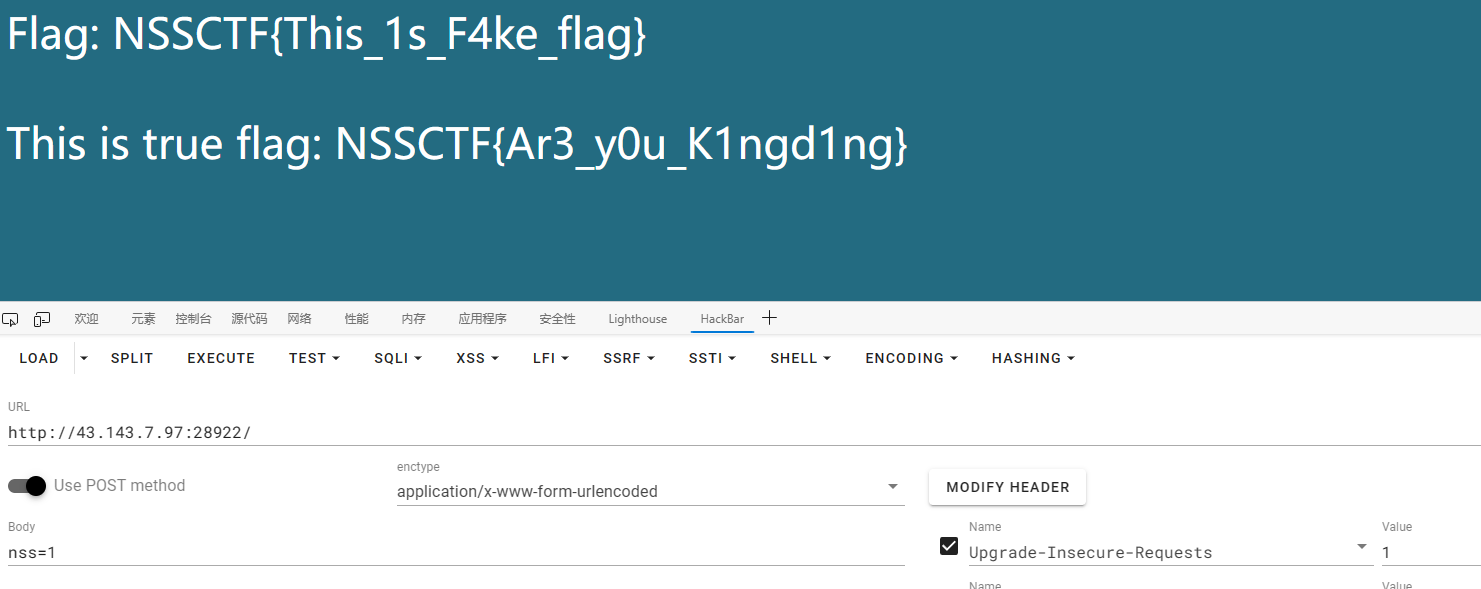 Flag: NSSCTF{This_1s_F4ke_flag}
This is true flag: NSSCTF{Ar3_y0u_K1ngd1ng}
欢迎 元素 控制台 源代码 网络 性能 内存 应用程序 安全性 Lighthouse HackBar
LOAD SPLIT EXECUTE TEST SQLI XSS LFI SSRF SSTI SHELL ENCODING HASHING
URL
http://43.143.7.97:28922/
Use POST method
enctype
application/x-www-form-urlencoded
MODIFY HEADER
Body
nss=1
Name Value
Upgrade-Insecure-Requests 1
Name Value